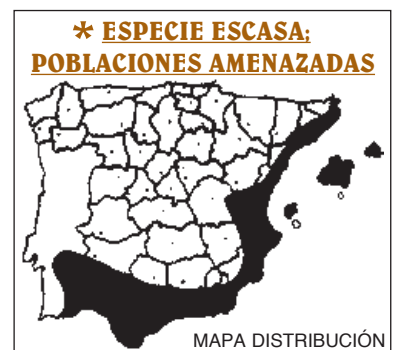 * ESPECIE ESCASA;
POBLACIONES AMENAZADAS
MAPA DISTRIBUCIÓN